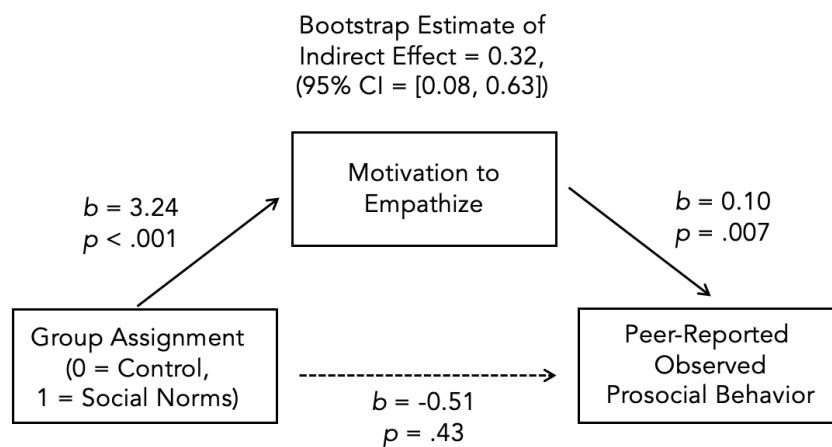 Bootstrap Estimate of
Indirect Effect = 0.32,
(95% CI = [0.08, 0.63])
Motivation to
Empathize
b = 3.24
p < .001
b = 0.10
p = .007
Group Assignment
(0 = Control,
1 = Social Norms)
b = -0.51
p = .43
Peer-Reported
Observed
Prosocial Behavior